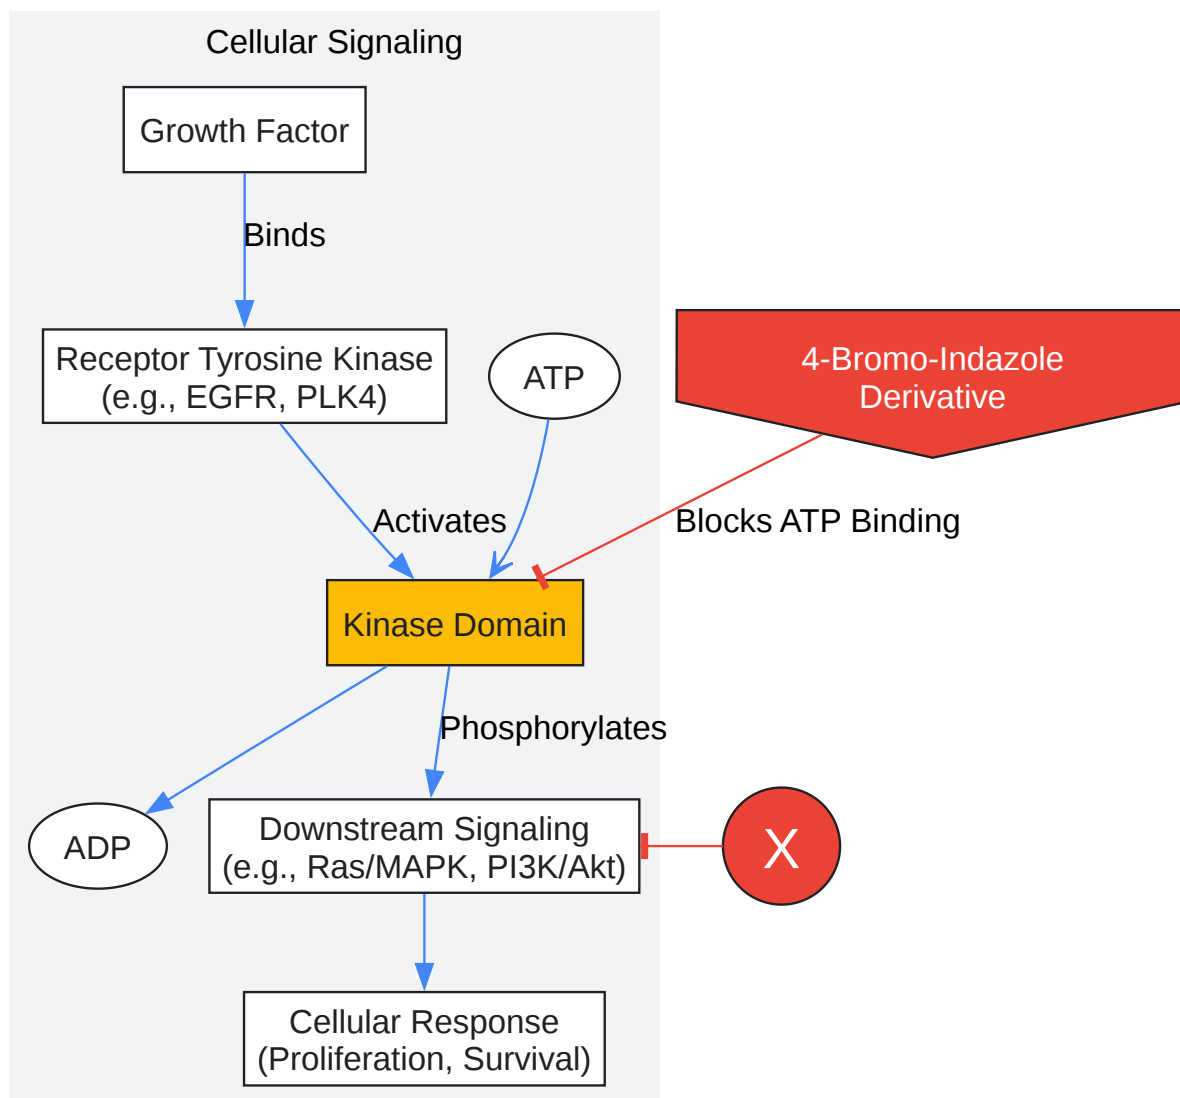 Cellular Signaling
Growth Factor
Binds
Receptor Tyrosine Kinase
(e.g., EGFR, PLK4)
ATP
4-Bromo-Indazole
Derivative
Activates
Blocks ATP Binding
Kinase Domain
Phosphorylates
ADP
Downstream Signaling
(e.g., Ras/MAPK, PI3K/Akt)
X
Cellular Response
(Proliferation, Survival)